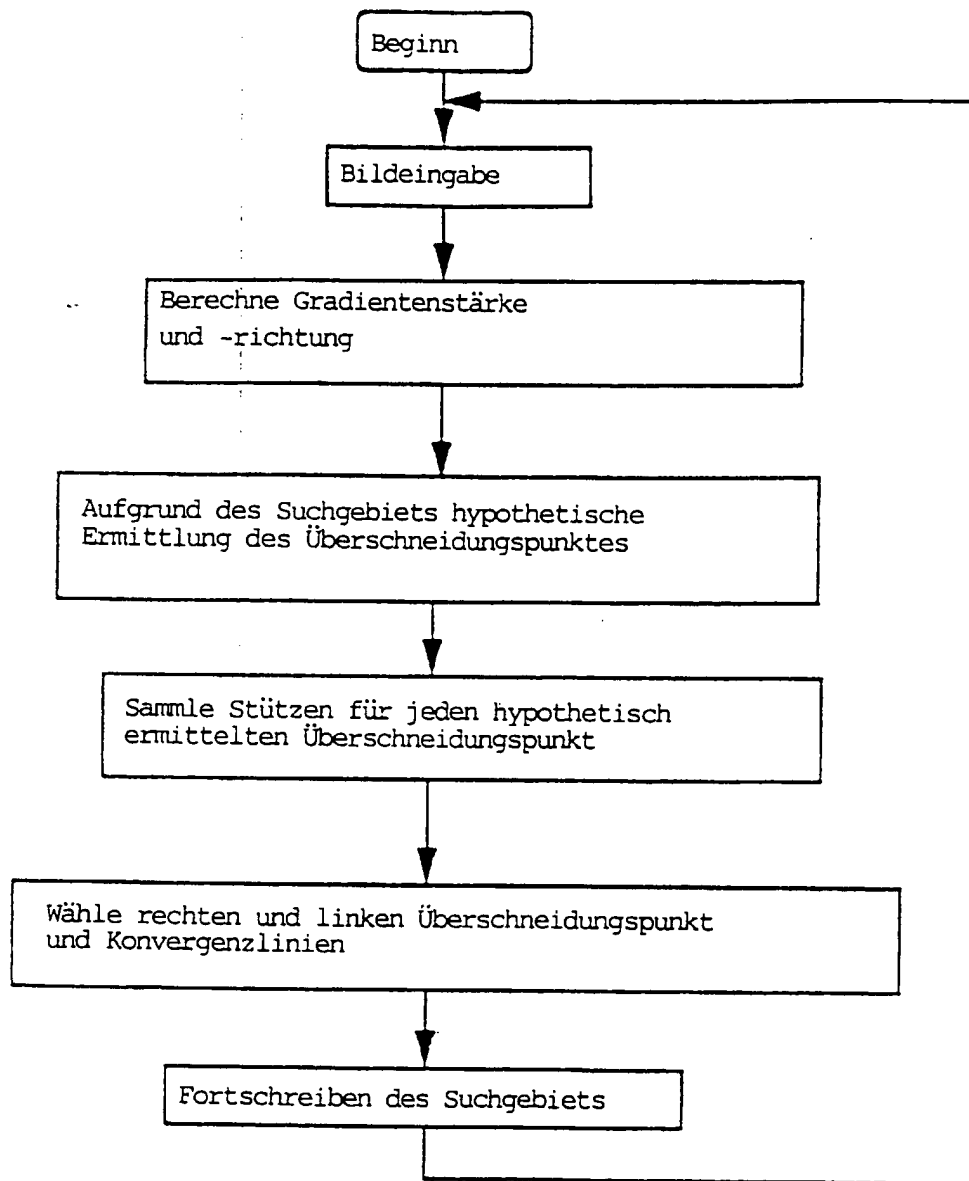 Beginn
Bildeingabe
Berechne Gradientenstärke
und -richtung
Aufgrund des Suchgebiets hypothetische
Ermittlung des Überschneidungspunktes
Sammle Stützen für jeden hypothetisch
ermittelten Überschneidungspunkt
Wähle rechten und linken Überschneidungspunkt
und Konvergenzlinien
Fortschreiben des Suchgebiets